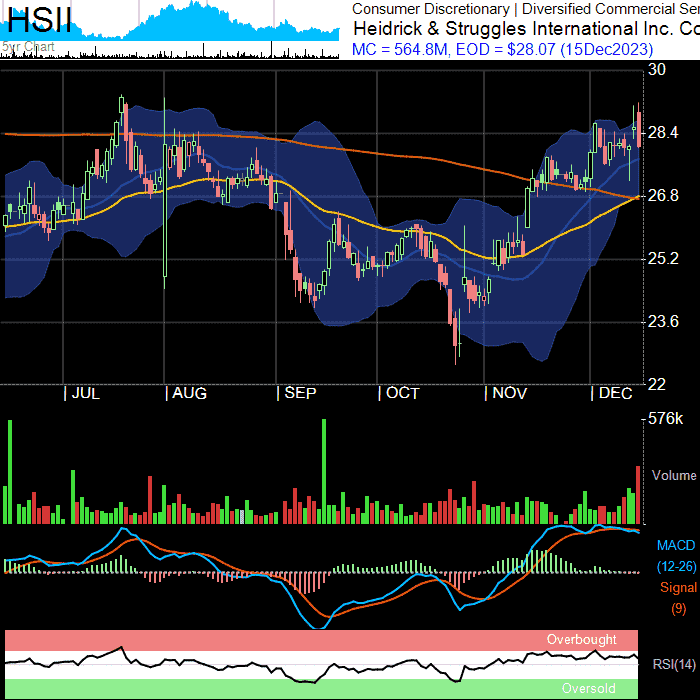 HSII
5yr Chart
Consumer Discretionary | Diversified Commercial Ser
Heidrick & Struggles International Inc. Co
MC = 564.8M, EOD = $28.07 (15Dec2023)
30
28.4
26.8
25.2
23.6
22
JUL AUG SEP OCT NOV DEC
576k
Volume
MACD
(12-26)
Signal
(9)
Overbought
RSI(14)
Oversold